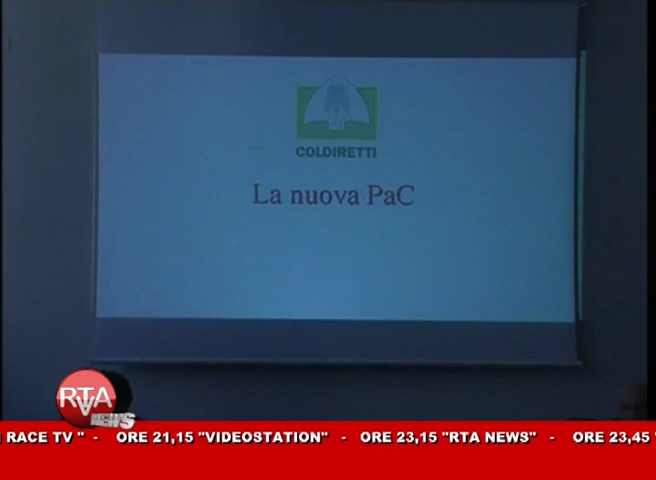 COLDIRETTI
La nuova PaC
RTA
NEWS
RACE TV " - ORE 21,15 "VIDEOSTATION" - ORE 23,15 "RTA NEWS" - ORE 23,45